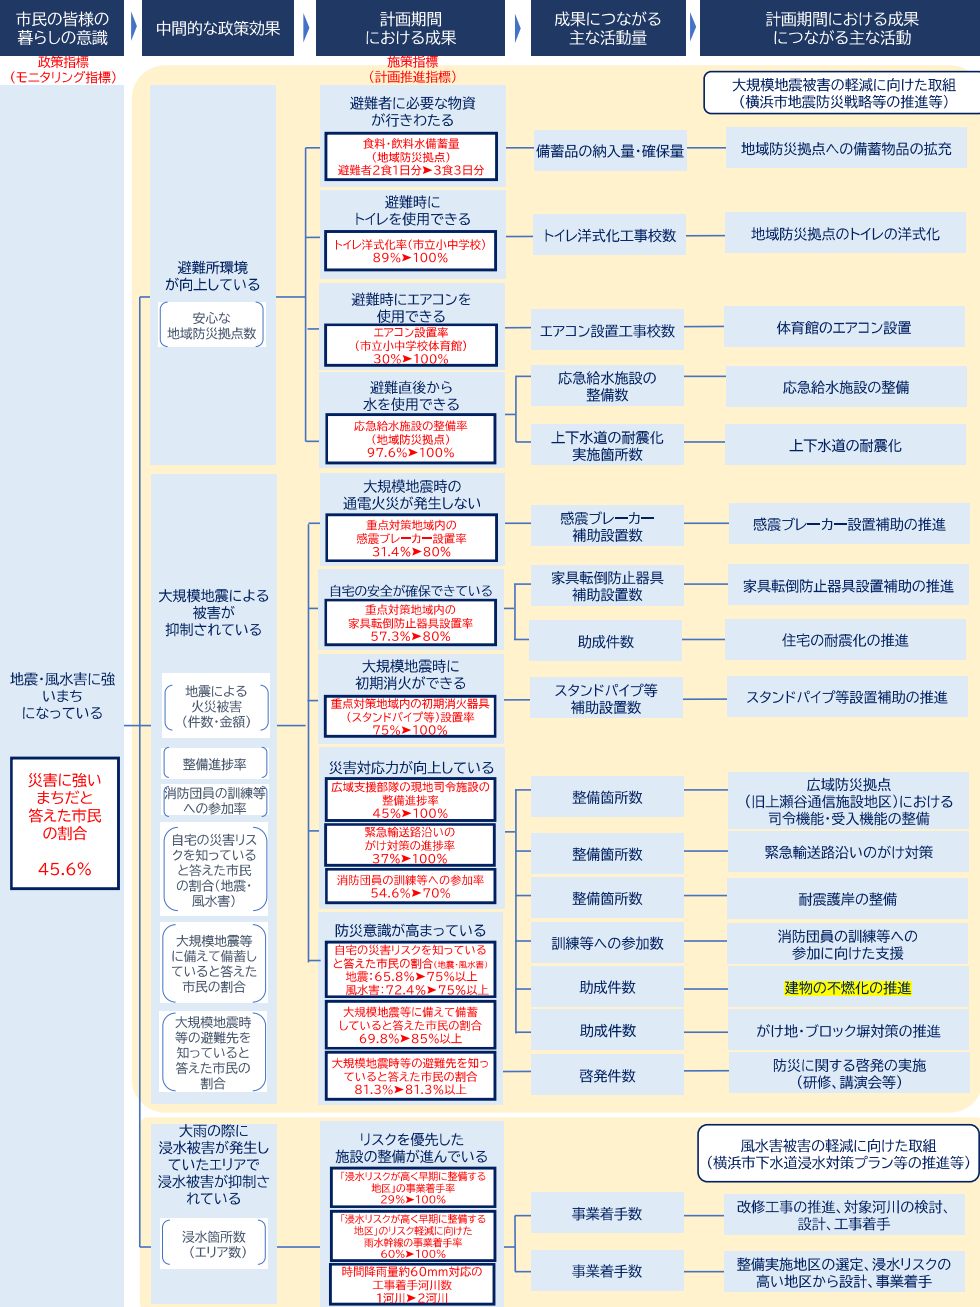 市民の皆様の
暮らしの意識
中間的な政策効果
計画期間
における成果
成果につながる
主な活動量
計画期間における成果
につながる主な活動
政策指標
（モニタリング指標）
施策指標
（計画推進指標）
大規模地震被害の軽減に向けた取組
（横浜市地震防災戦略等の推進等）
地震・風水害に強
いまち
になっている
災害に強い
まちだと
答えた市民
の割合
45.6%
避難所環境
が向上している
安心な
地域防災拠点数
避難者に必要な物資
が行きわたる
食料・飲料水備蓄量
（地域防災拠点）
避難者2食1日分➤3食3日分
備蓄品の納入量・確保量
地域防災拠点への備蓄物品の拡充
避難時に
トイレを使用できる
トイレ洋式化率（市立小中学校）
89%➤100%
トイレ洋式化工事校数
地域防災拠点のトイレの洋式化
避難時にエアコンを
使用できる
エアコン設置率
（市立小中学校体育館）
30%➤100%
エアコン設置工事校数
体育館のエアコン設置
避難直後から
水を使用できる
応急給水施設の整備率
（地域防災拠点）
97.6%➤100%
応急給水施設の
整備数
応急給水施設の整備
上下水道の耐震化
実施箇所数
上下水道の耐震化
大規模地震による
被害が
抑制されている
地震による
火災被害
（件数・金額）
整備進捗率
消防団員の訓練等
への参加率
自宅の災害リス
クを知っている
と答えた市民
の割合（地震・
風水害）
大規模地震等
に備えて備蓄し
ていると答えた
市民の割合
大規模地震時
等の避難先を
知っていると
答えた市民の
割合
大規模地震時の
通電火災が発生しない
重点対策地域内の
感震ブレーカー設置率
31.4%➤80%
感震ブレーカー
補助設置数
感震ブレーカー設置補助の推進
自宅の安全が確保できている
重点対策地域内の
家具転倒防止器具設置率
57.3%➤80%
家具転倒防止器具
補助設置数
家具転倒防止器具設置補助の推進
助成件数
住宅の耐震化の推進
大規模地震時に
初期消火ができる
重点対策地域内の初期消火器具
（スタンドパイプ等）設置率
75%➤100%
スタンドパイプ等
補助設置数
スタンドパイプ等設置補助の推進
災害対応力が向上している
広域支援部隊の現地司令施設の
整備進捗率
45%➤100%
緊急輸送路沿いの
がけ対策の進捗率
37%➤100%
消防団員の訓練等への参加率
54.6%➤70%
整備箇所数
広域防災拠点
（旧上瀬谷通信施設地区）における
司令機能・受入機能の整備
整備箇所数
緊急輸送路沿いのがけ対策
整備箇所数
耐震護岸の整備
訓練等への参加数
消防団員の訓練等への
参加に向けた支援
助成件数
建物の不燃化の推進
助成件数
がけ地・ブロック塀対策の推進
防災意識が高まっている
自宅の災害リスクを知っている
と答えた市民の割合（地震・風水害）
地震：65.8%➤75%以上
風水害：72.4%➤75%以上
大規模地震等に備えて備蓄
していると答えた市民の割合
69.8%➤85%以上
大規模地震時等の避難先を知っ
ていると答えた市民の割合
81.3%➤81.3%以上
啓発件数
防災に関する啓発の実施
（研修、講演会等）
大雨の際に
浸水被害が発生し
ていたエリアで
浸水被害が抑制さ
れている
浸水箇所数
（エリア数）
風水害被害の軽減に向けた取組
（横浜市下水道浸水対策プラン等の推進等）
リスクを優先した
施設の整備が進んでいる
「浸水リスクが高く早期に整備する
地区」の事業着手率
29%➤100%
「浸水リスクが高く早期に整備する
地区」のリスク軽減に向けた
雨水幹線の事業着手率
60%➤100%
時間降雨量約60mm対応の
工事着手河川数
1河川➤2河川
事業着手数
改修工事の推進、対象河川の検討、
設計、工事着手
事業着手数
整備実施地区の選定、浸水リスクの
高い地区から設計、事業着手